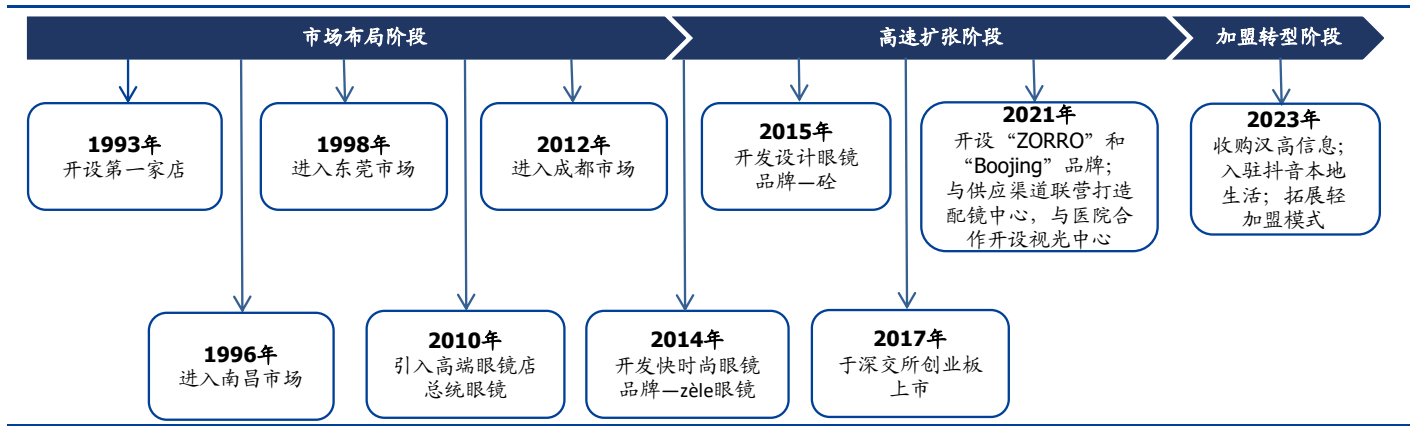 市场布局阶段
高速扩张阶段
加盟转型阶段
1993年
开设第一家店
1998年
进入东莞市场
2012年
进入成都市场
2015年
开发设计眼镜
品牌—砼
2021年
开设“ZORRO”和
“Boojing”品牌；
与供应渠道联营打造
配镜中心，与医院合
作开设视光中心
2023年
收购汉高信息；
入驻抖音本地
生活；拓展轻
加盟模式
1996年
进入南昌市场
2010年
引入高端眼镜店
总统眼镜
2014年
开发快时尚眼镜
品牌—zèle眼镜
2017年
于深交所创业板
上市